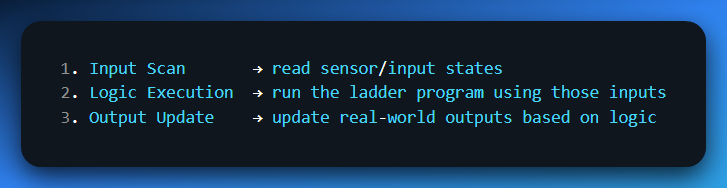 1. Input Scan → read sensor/input states
2. Logic Execution → run the ladder program using those inputs
3. Output Update → update real-world outputs based on logic